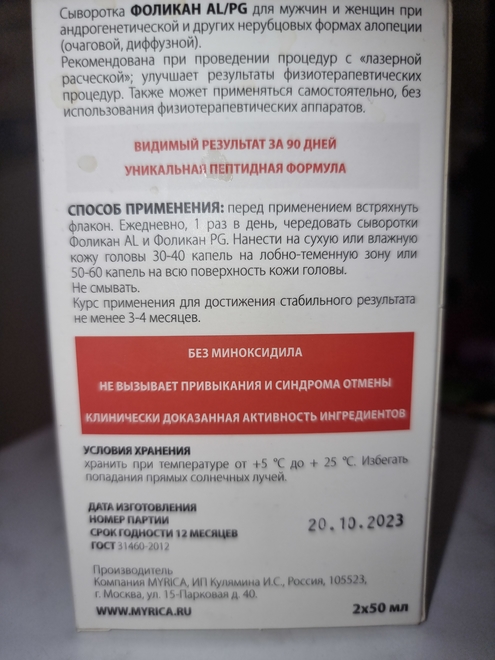 Сыворотка ФОЛИКАН AL/PG для мужчин и женщин при
андрогенетической и других нерубцовых формах алопеции
(очаговой, диффузной).
Рекомендована при проведении процедур с «лазерной
расческой»; улучшает результаты физиотерапевтических
процедур. Также может применяться самостоятельно, без
использования физиотерапевтических аппаратов.
ВИДИМЫЙ РЕЗУЛЬТАТ ЗА 90 ДНЕЙ
УНИКАЛЬНАЯ ПЕПТИДНАЯ ФОРМУЛА
СПОСОБ ПРИМЕНЕНИЯ: перед применением встряхнуть
флакон. Ежедневно, 1 раз в день, чередовать сыворотки
Фоликан AL и Фоликан PG. Нанести на сухую или влажную
кожу головы 30-40 капель на лобно-теменную зону или
50-60 капель на всю поверхность кожи головы.
Не смывать.
Курс применения для достижения стабильного результата
не менее 3-4 месяцев.
БЕЗ МИНОКСИДИЛА
НЕ ВЫЗЫВАЕТ ПРИВЫКАНИЯ И СИНДРОМА ОТМЕНЫ
КЛИНИЧЕСКИ ДОКАЗАННАЯ АКТИВНОСТЬ ИНГРЕДИЕНТОВ
УСЛОВИЯ ХРАНЕНИЯ
хранить при температуре от +5 °C до + 25 °C. Избегать
попадания прямых солнечных лучей.
ДАТА ИЗГОТОВЛЕНИЯ
НОМЕР ПАРТИИ
20.10.2023
СРОК ГОДНОСТИ 12 МЕСЯЦЕВ
ГОСТ 31460-2012
Производитель
Компания MYRICA, ИП Кулямина И.С., Россия, 105523,
г. Москва, ул. 15-Парковая д. 40.
WWW.MYRICA.RU 2x50 мл